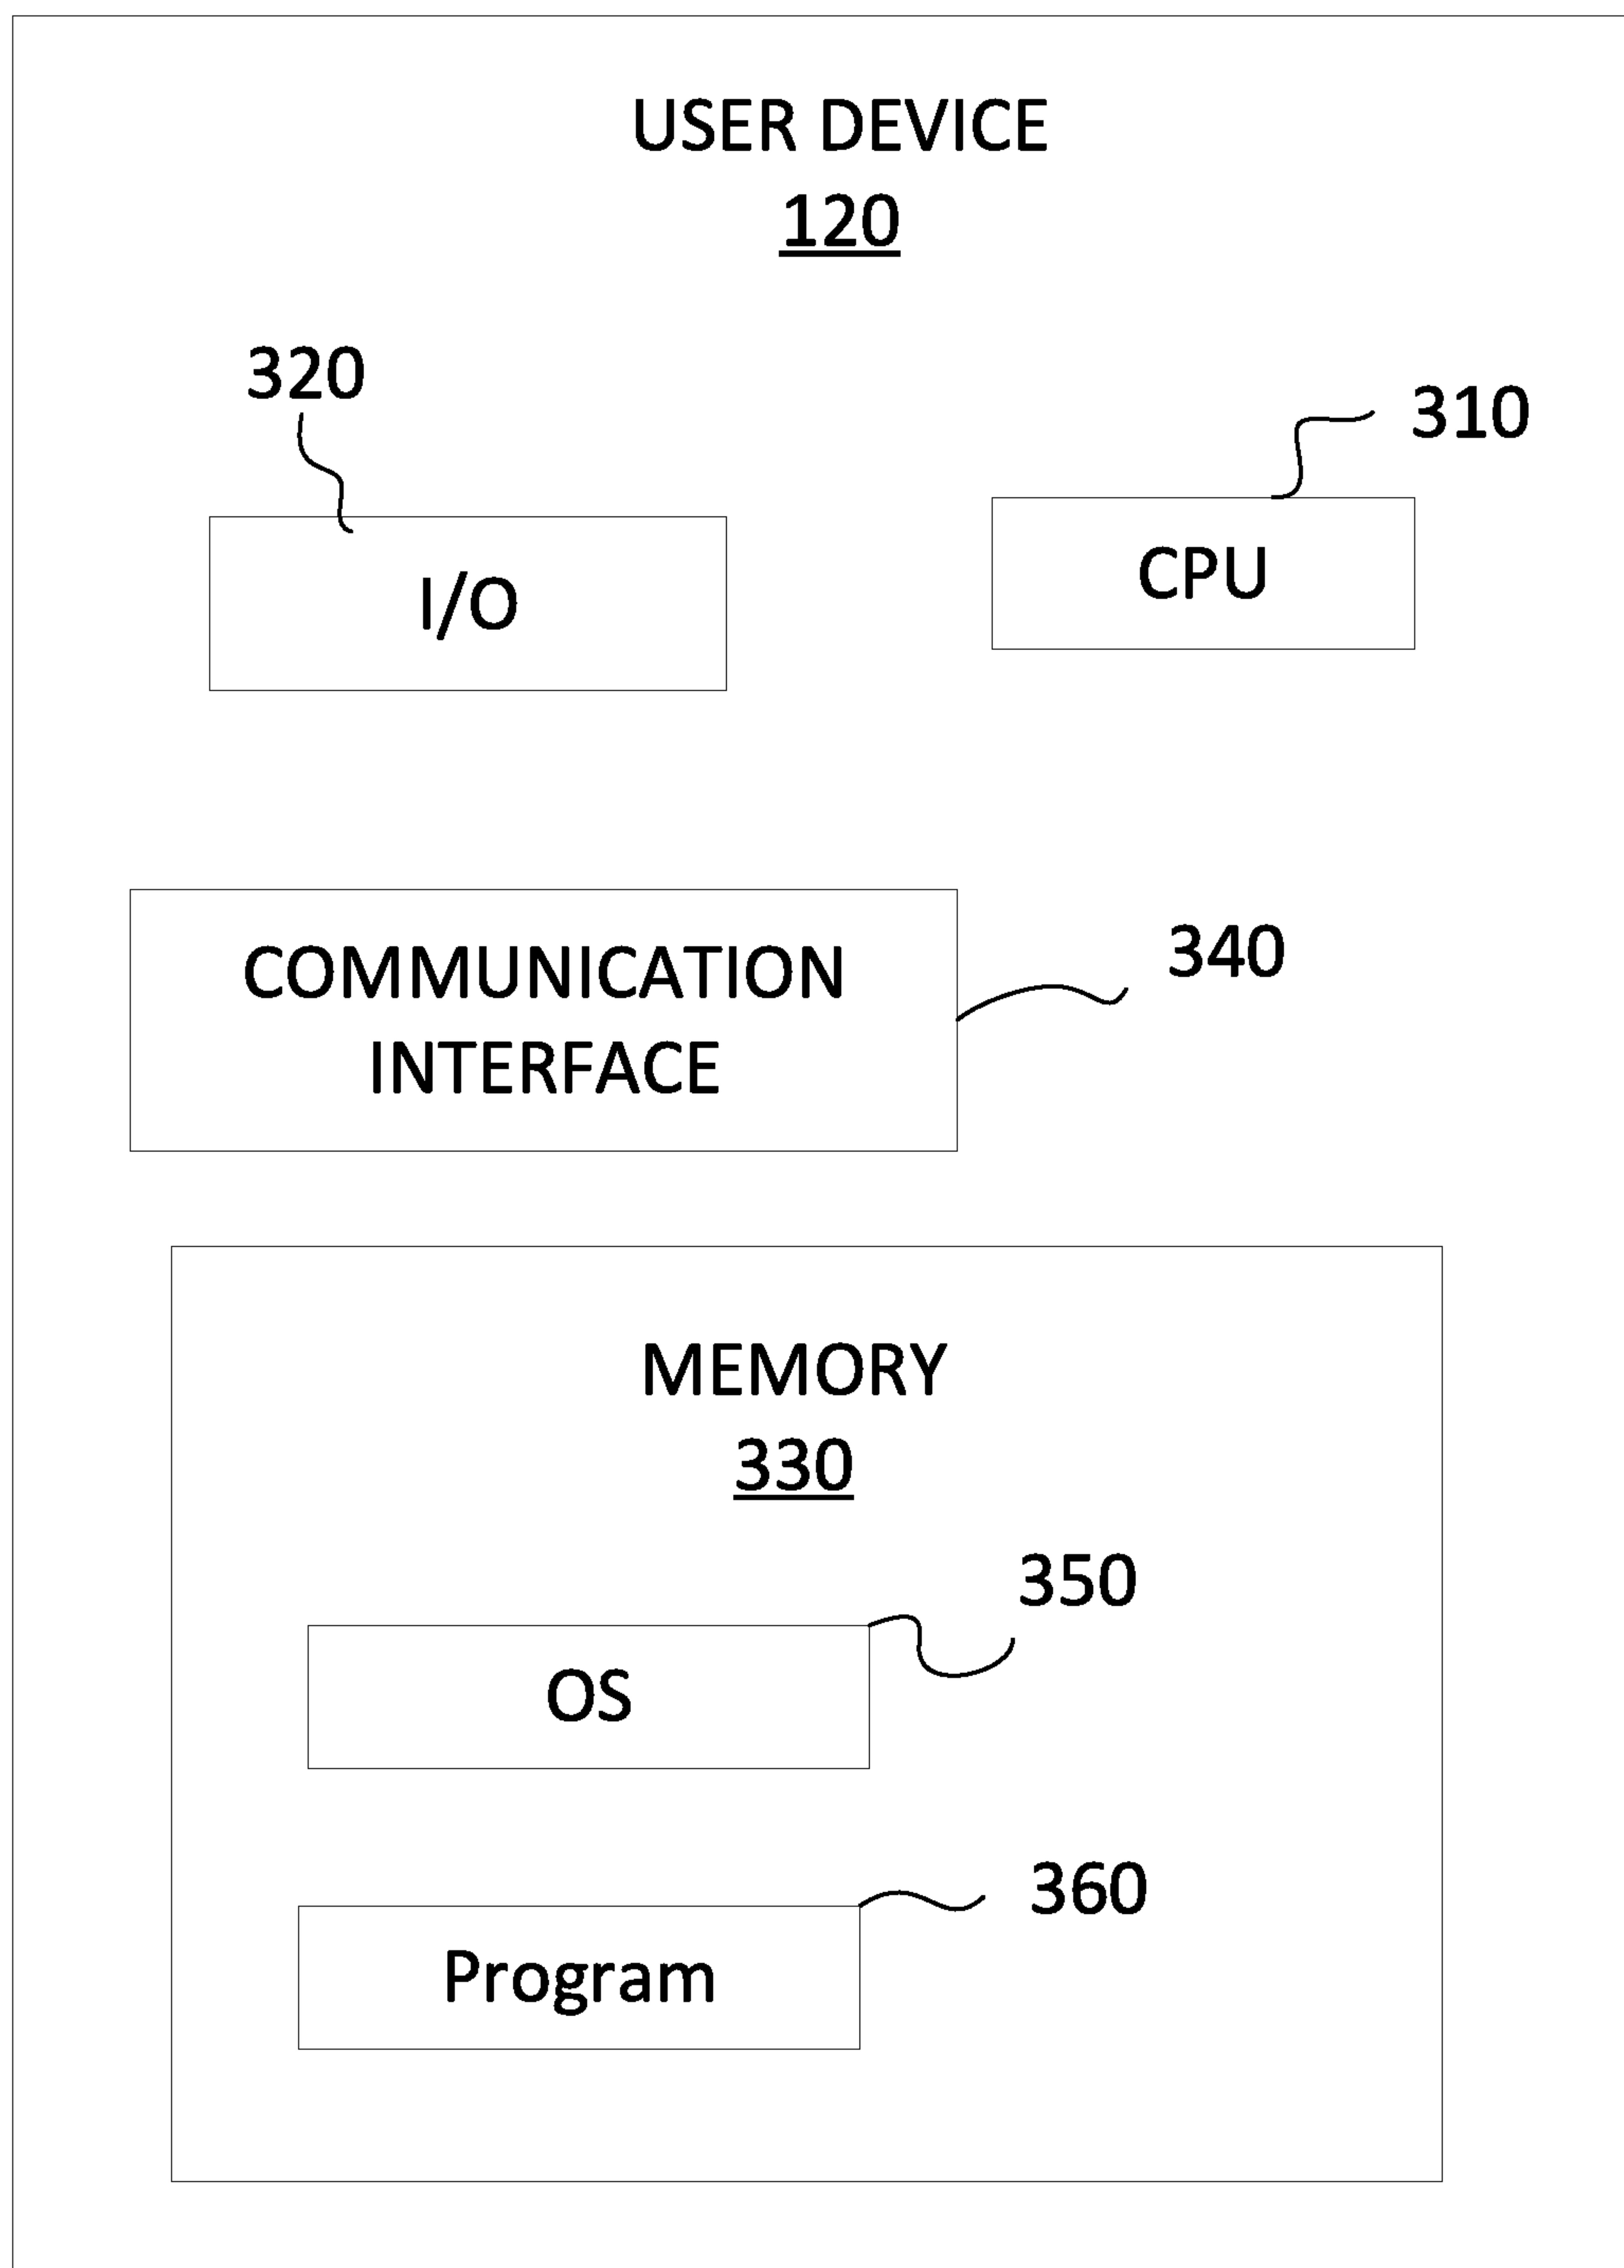 USER DEVICE
120
320
310
I/O
CPU
COMMUNICATION
INTERFACE
340
MEMORY
330
350
OS
360
Program